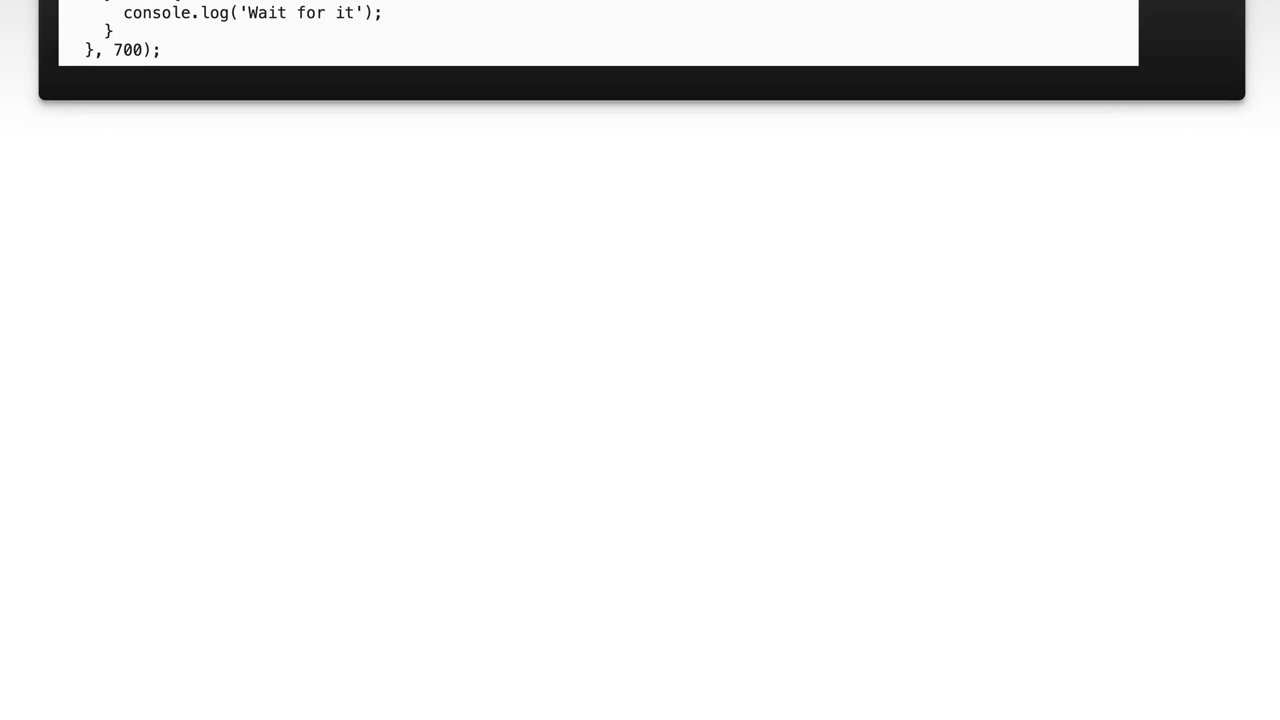 console.log('Wait for it');
}
}, 700);